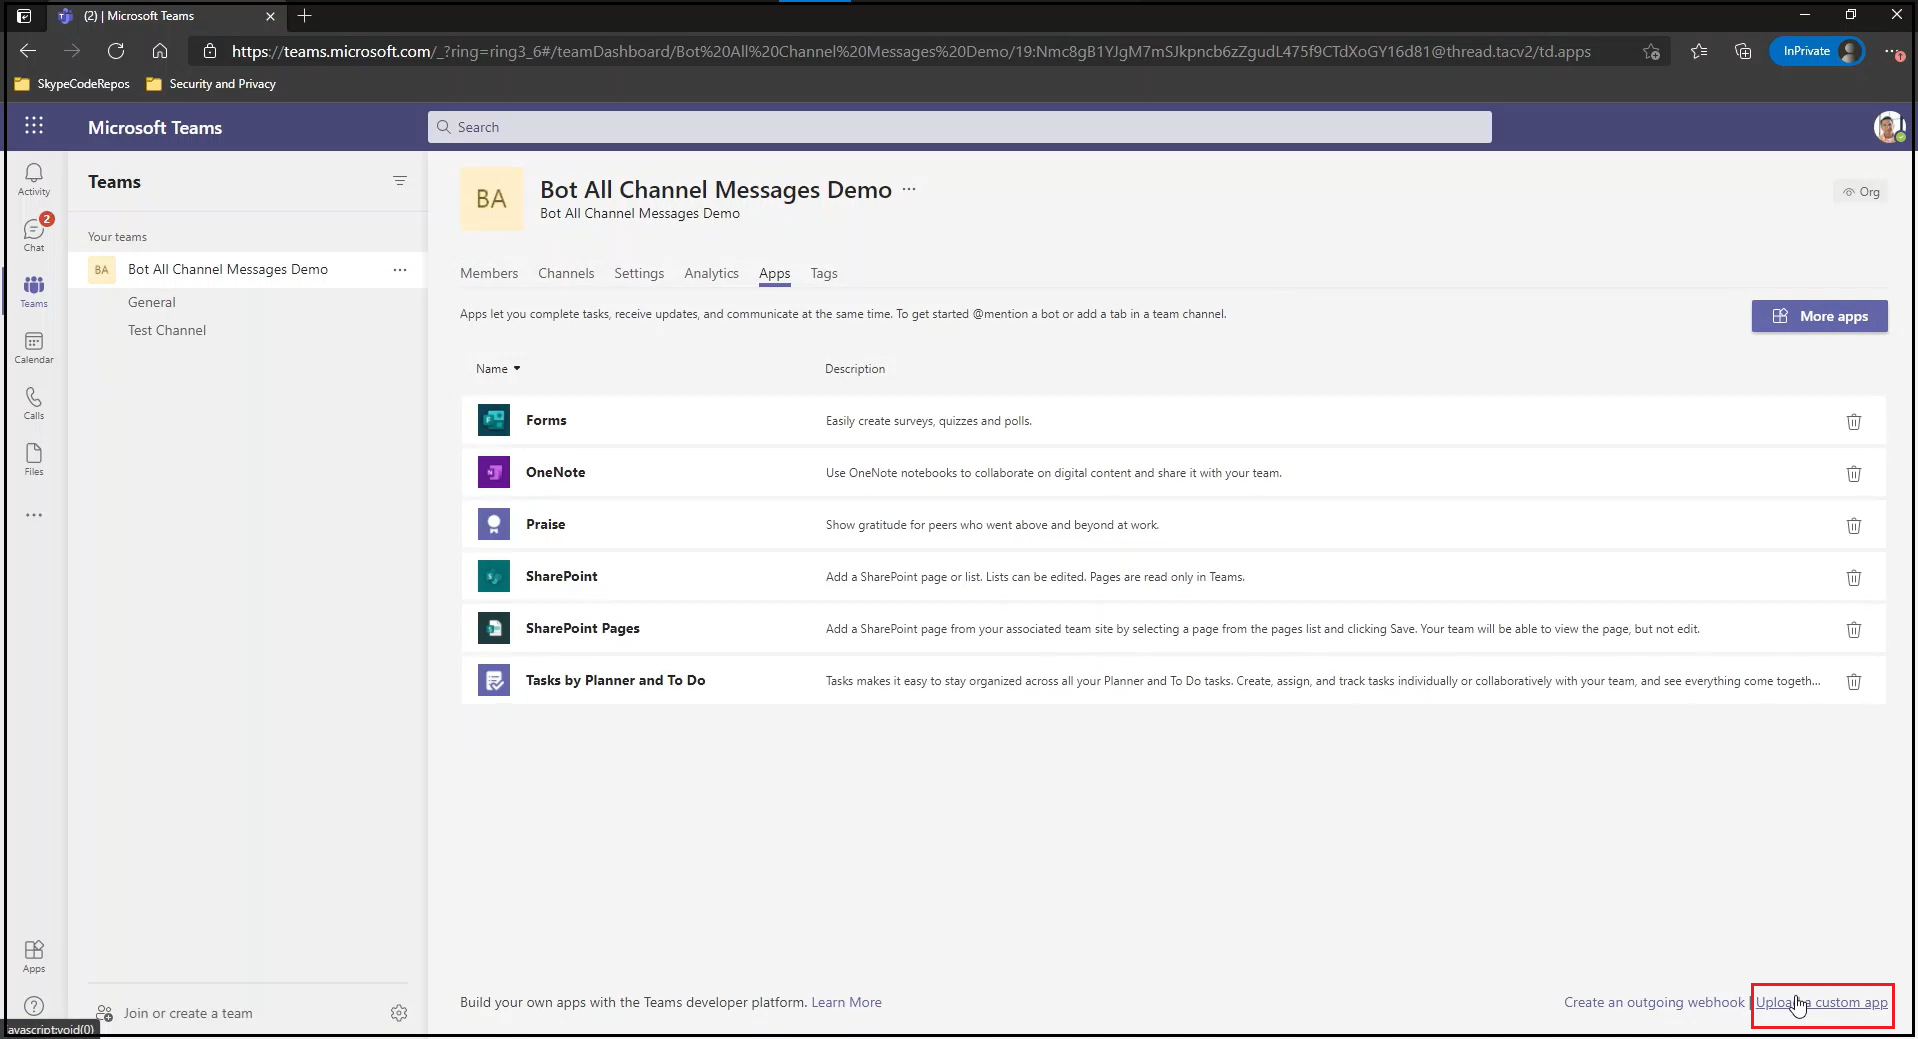 (2) | Microsoft Teams
https://teams.microsoft.com/_?ring=ring3_6#/teamDashboard/Bot%20All%20Channel%20Messages%20Demo/19:Nmc8gB1YJgM7mSJkpncb6zZgudL475f9CTdXoGY16d81@thread.tacv2/td.apps
InPrivate
SkypeCodeRepos
Security and Privacy
Microsoft Teams
Search
Activity
2
Chat
Teams
Calendar
Calls
Files
Apps
Teams
Your teams
BA
Bot All Channel Messages Demo
General
Test Channel
Join or create a team
javascript:void(0)
BA
Bot All Channel Messages Demo
Bot All Channel Messages Demo
Org
Members Channels Settings Analytics Apps Tags
Apps let you complete tasks, receive updates, and communicate at the same time. To get started @mention a bot or add a tab in a team channel.
More apps
Name Description
Forms Easily create surveys, quizzes and polls.
OneNote Use OneNote notebooks to collaborate on digital content and share it with your team.
Praise Show gratitude for peers who went above and beyond at work.
SharePoint Add a SharePoint page or list. Lists can be edited. Pages are read only in Teams.
SharePoint Pages Add a SharePoint page from your associated team site by selecting a page from the pages list and clicking Save. Your team will be able to view the page, but not edit.
Tasks by Planner and To Do Tasks makes it easy to stay organized across all your Planner and To Do tasks. Create, assign, and track tasks individually or collaboratively with your team, and see everything come togeth...
Build your own apps with the Teams developer platform. Learn More
Create an outgoing webhook | Upload a custom app